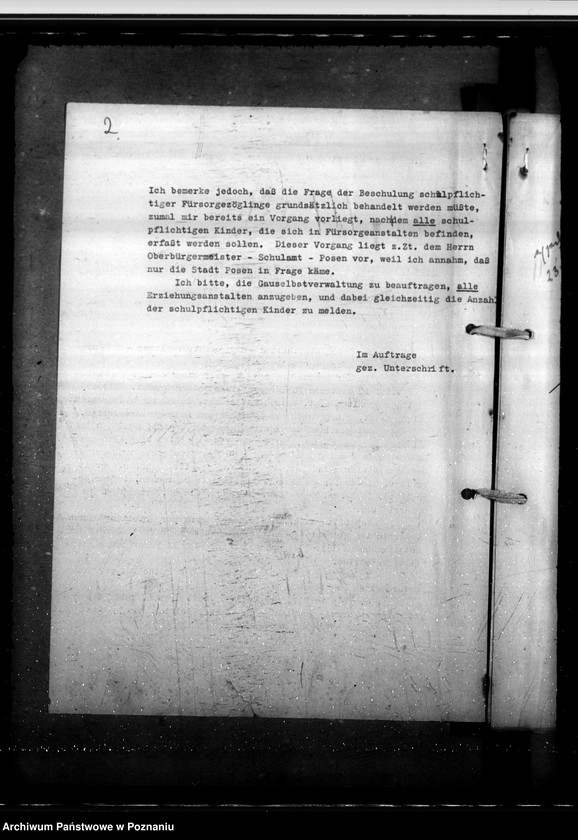 2
Ich bemerke jedoch, daß die Frage der Beschulung schulpflich-
tiger Fürsorgezöglinge grundsätzlich behandelt werden müßte,
zumal mir bereits ein Vorgang vorliegt, nachdem alle schul-
pflichtigen Kinder, die sich in Fürsorgeanstalten befinden,
erfaßt werden sollen. Dieser Vorgang liegt z.Zt. dem Herrn
Oberbürgermeister - Schulamt - Posen vor, weil ich annahm, daß
nur die Stadt Posen in Frage käme.
Ich bitte, die Gauselbstverwaltung zu beauftragen, alle
Erziehungsanstalten anzugeben, und dabei gleichzeitig die Anzahl
der schulpflichtigen Kinder zu melden.
Im Auftrage
gez. Unterschrift.
23
Archiwum Państwowe w Poznaniu